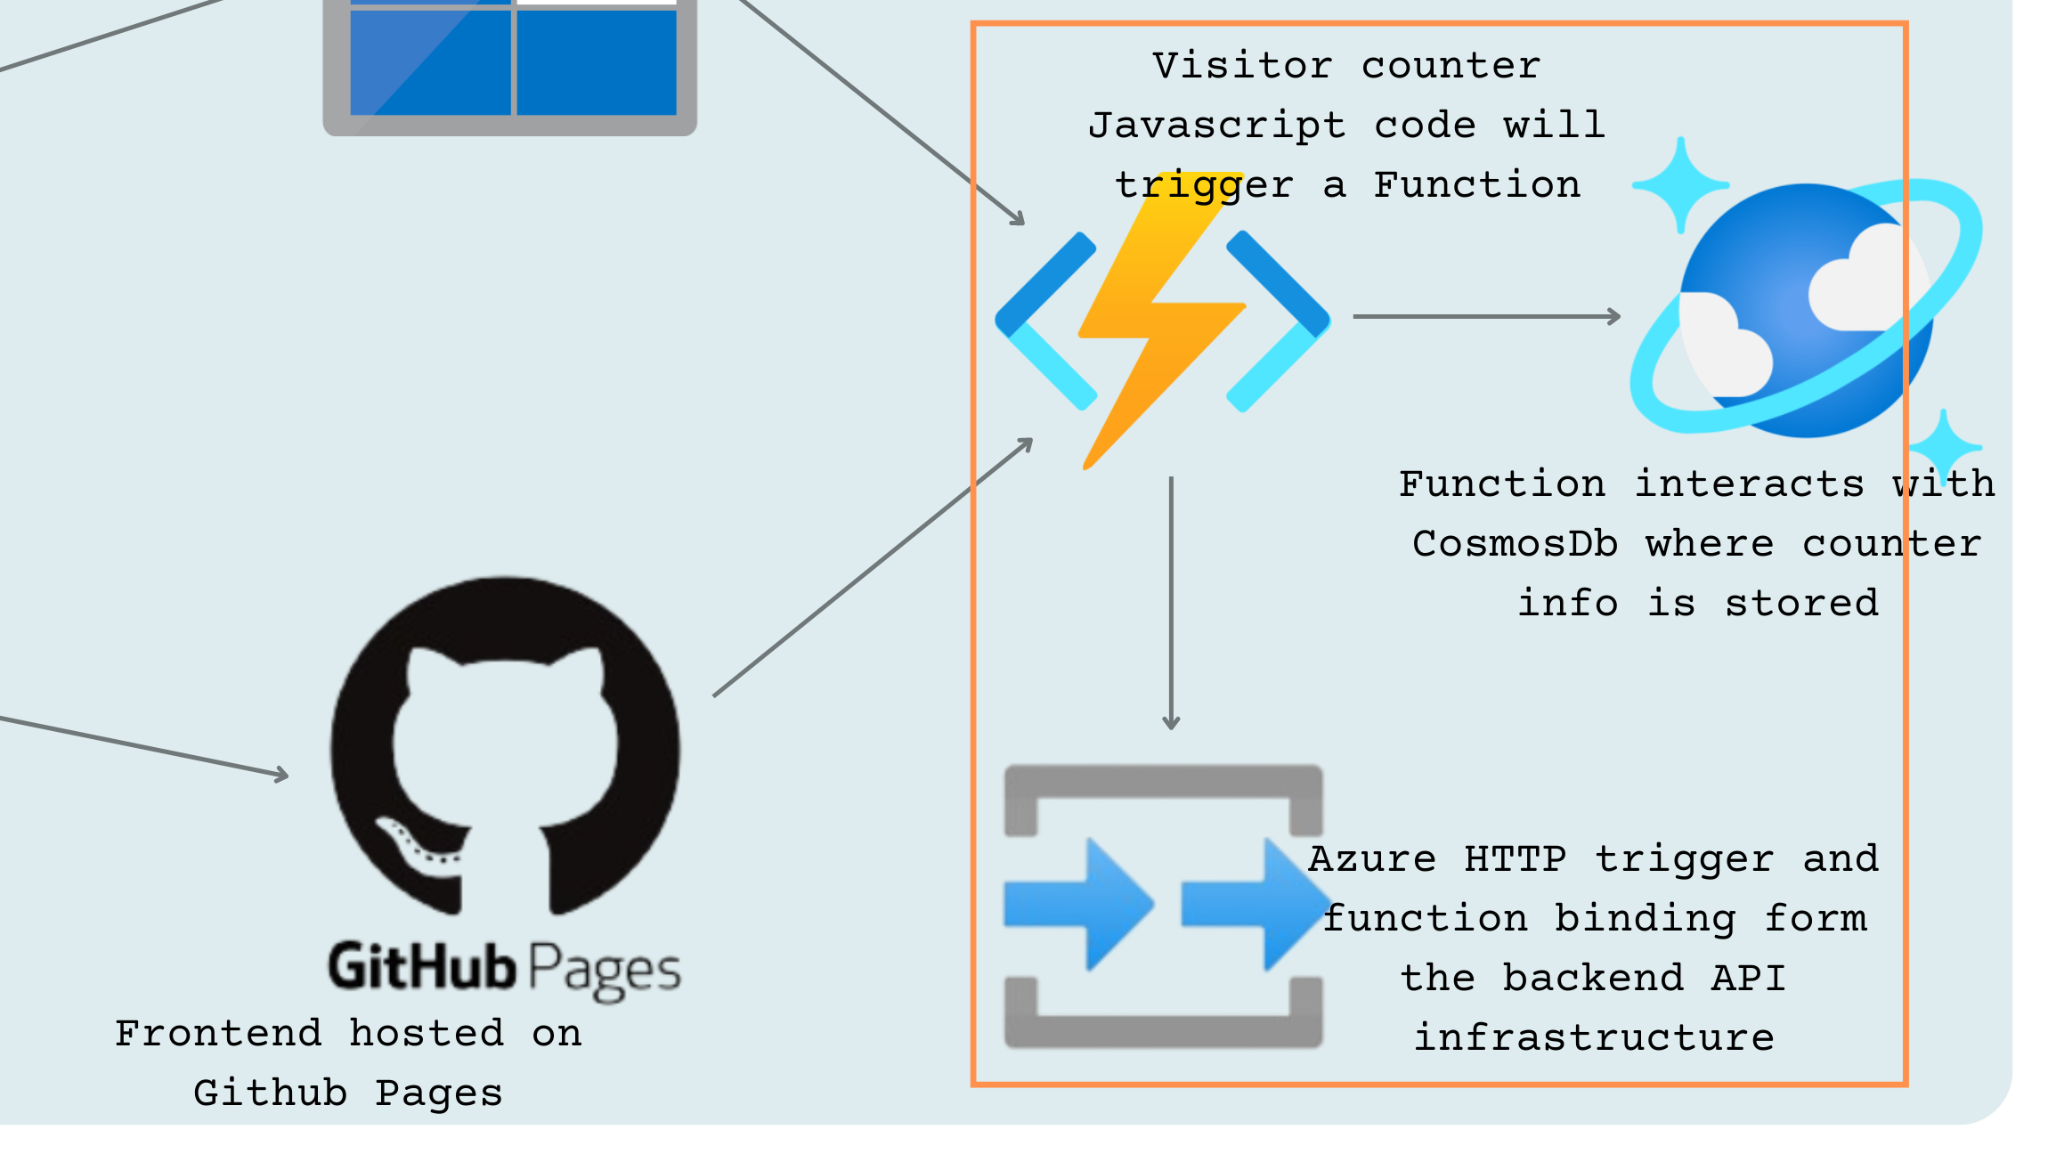 Visitor counter
Javascript code will
trigger a Function
Function interacts with
CosmosDb where counter
info is stored
Azure HTTP trigger and
function binding form
the backend API
infrastructure
GitHub Pages
Frontend hosted on
Github Pages